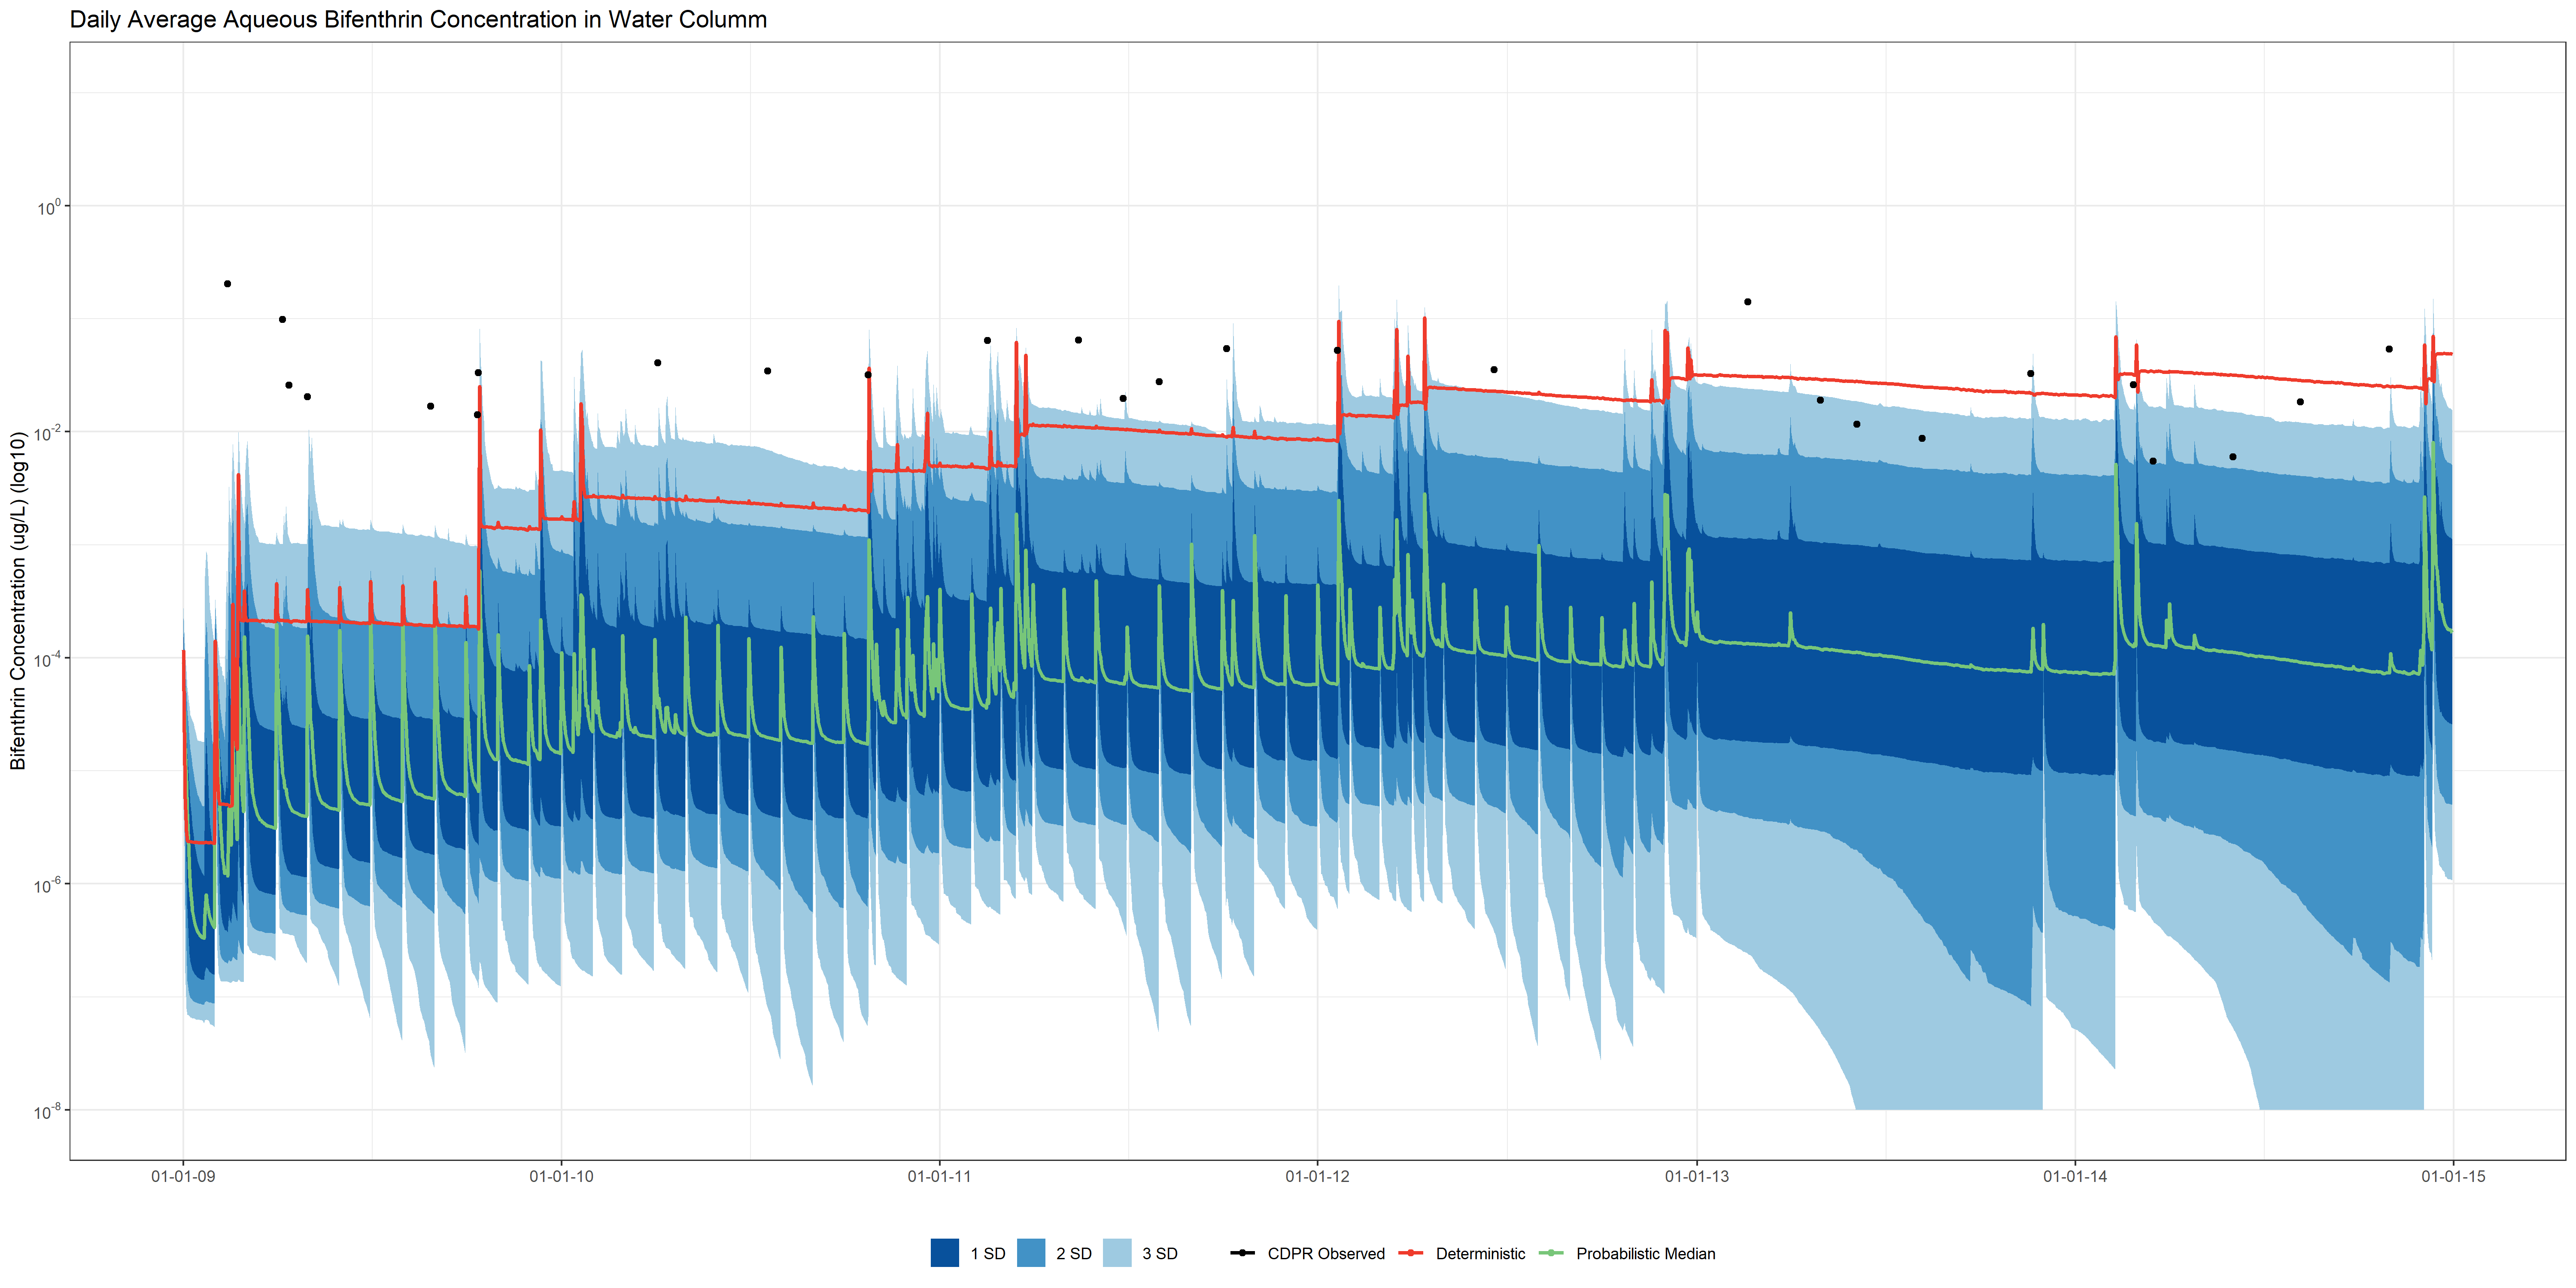 Daily Average Aqueous Bifenthrin Concentration in Water Columm
Bifenthrin Concentration (ug/L) (log10)
10^0
10^-2
10^-4
10^-6
10^-8
01-01-09
01-01-10
01-01-11
01-01-12
01-01-13
01-01-14
01-01-15
1 SD
2 SD
3 SD
CDPR Observed
Deterministic
Probabilistic Median